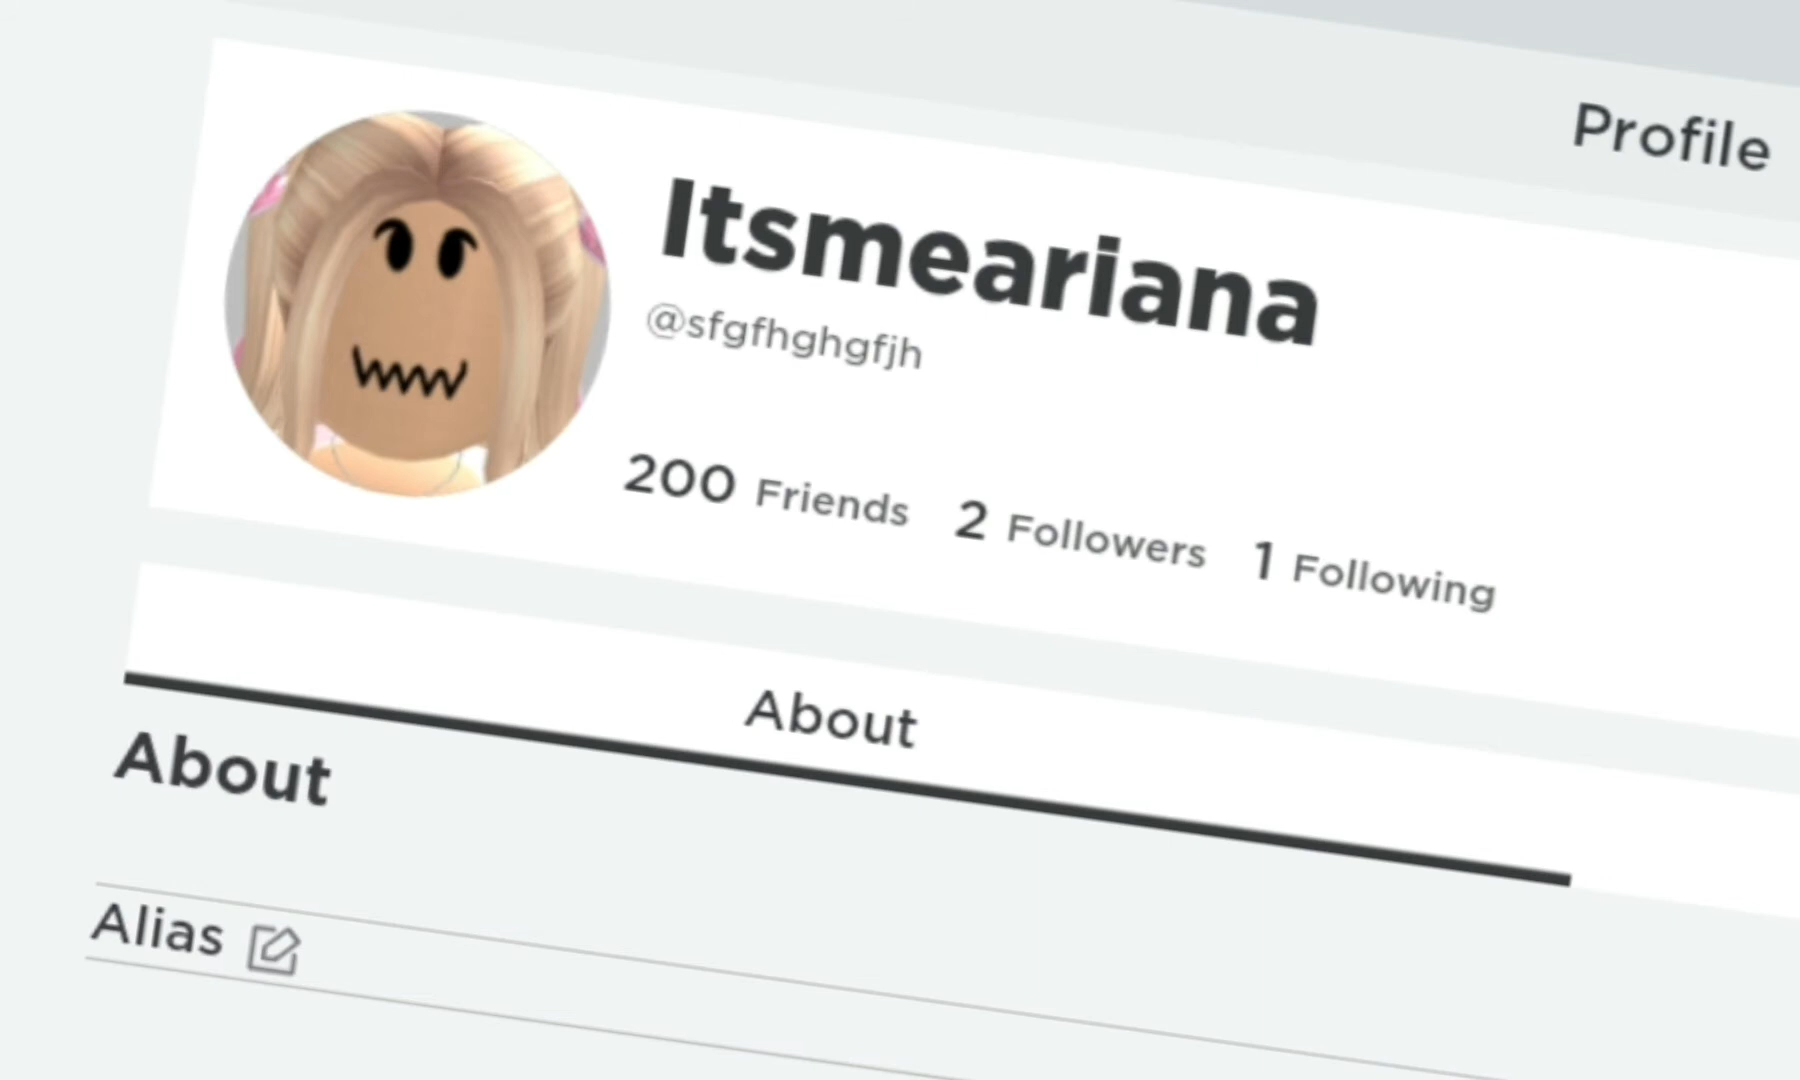 Profile
Itsmeariana
@sfgfhghgfjh
200 Friends 2 Followers 1 Following
About
About
Alias